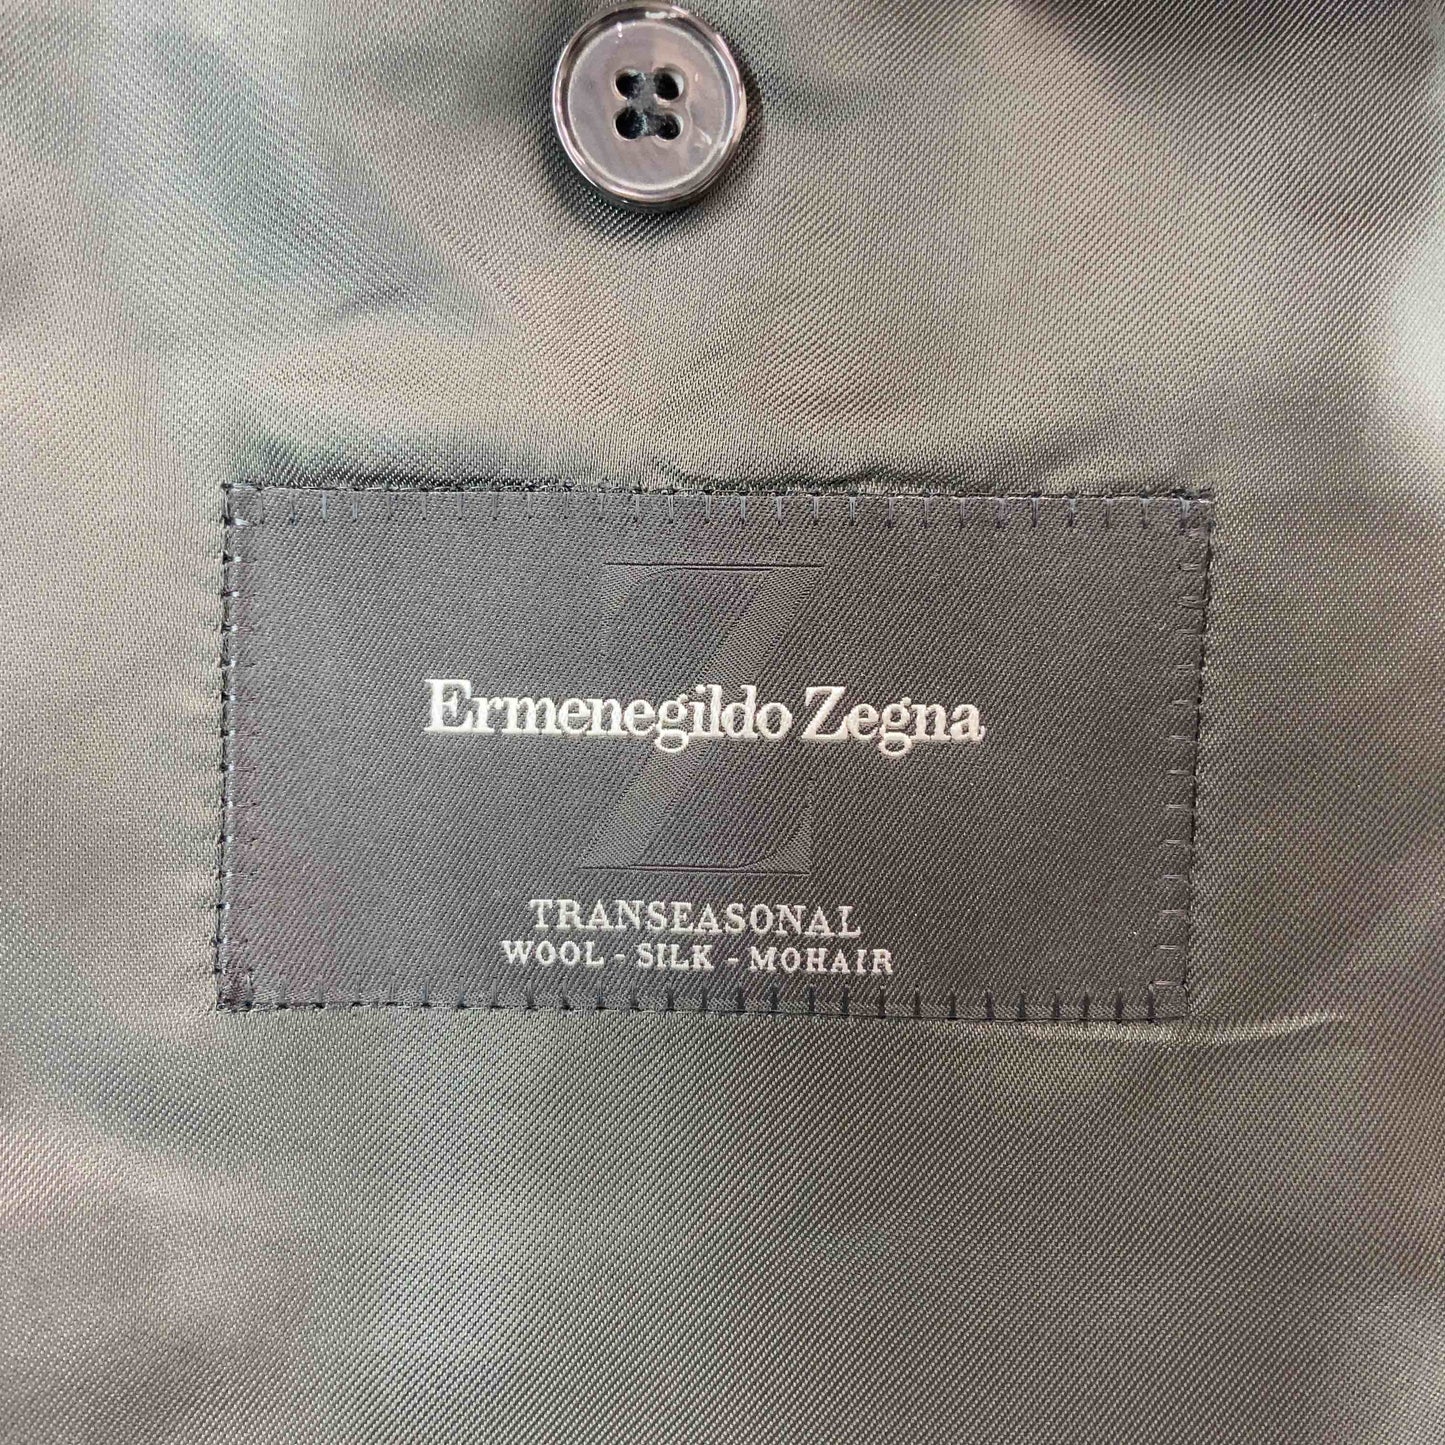 Z
Ermenegildo Zegna
TRANSEASONAL
WOOL - SILK - MOHAIR